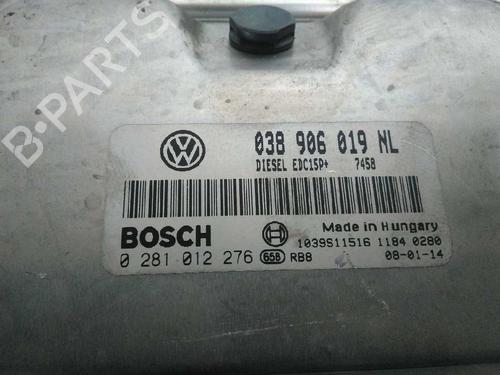 B-PARTS
038 906 019 NL
DIESEL EDC15P+ 7458
BOSCH
Made in Hungary
1039S11516 1184 0280
0 281 012 276 658 RB8 08-01-14